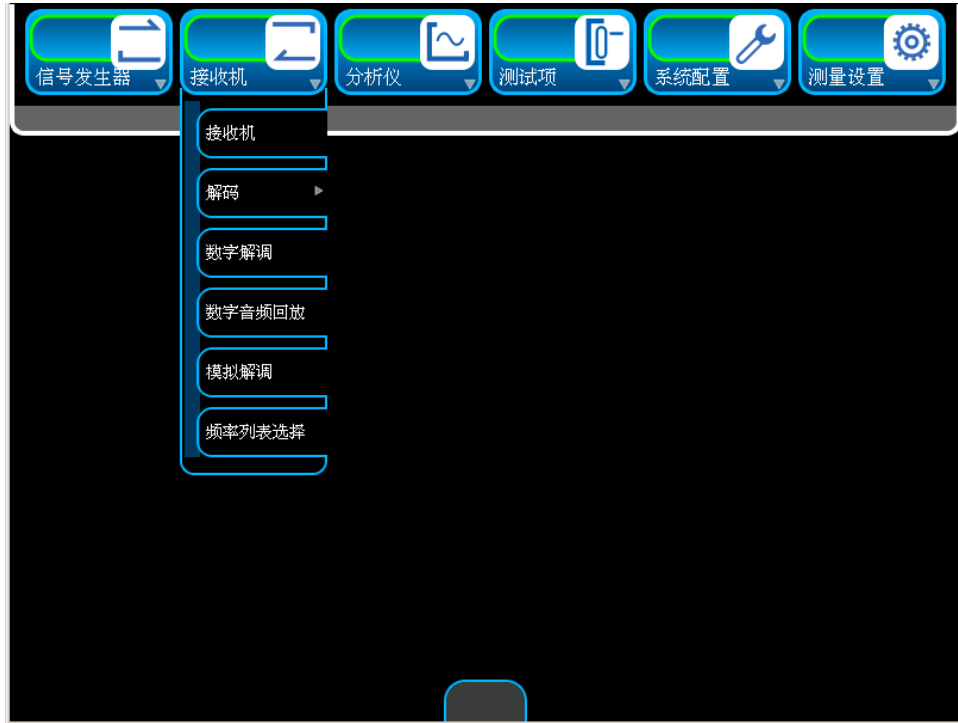 信号发生器
接收机
分析仪
测试项
系统配置
测量设置
接收机
解码
数字解调
数字音频回放
模拟解调
频率列表选择